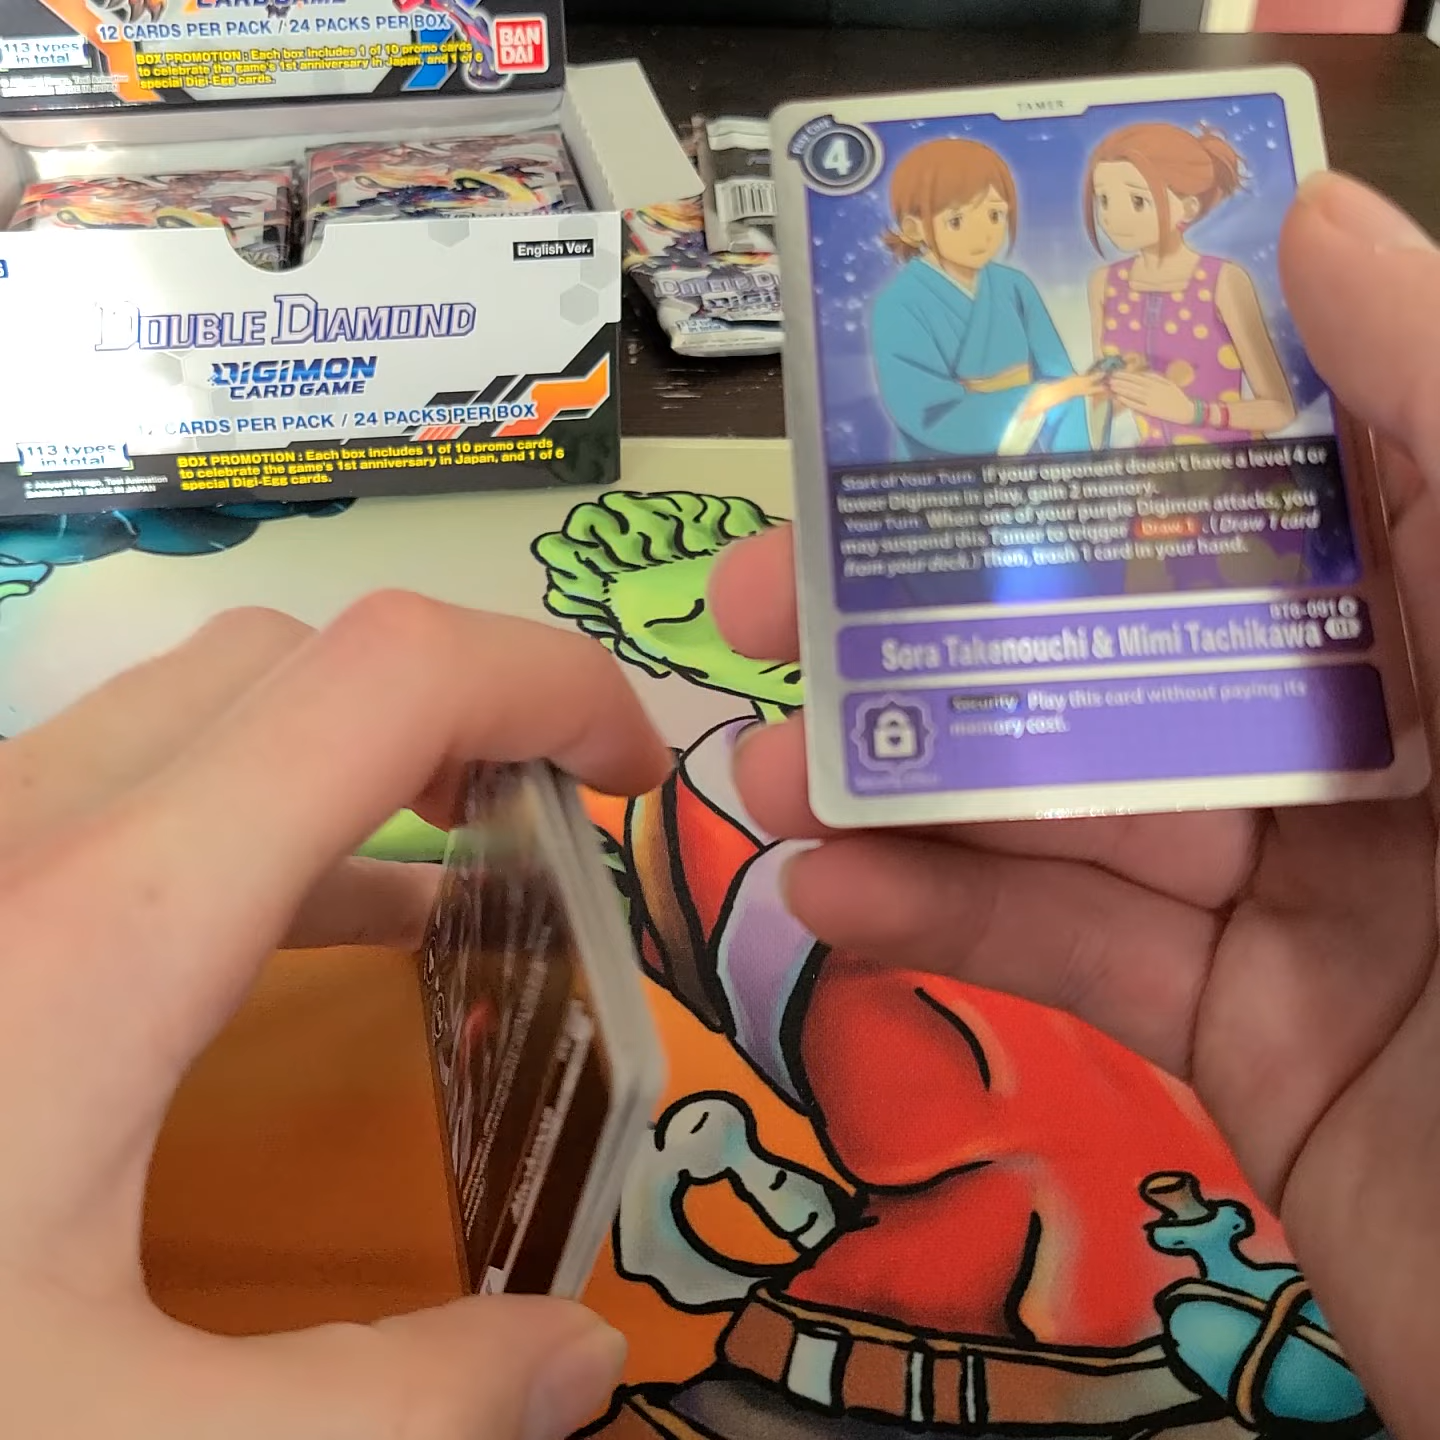 12 CARDS PER PACK / 24 PACKS PER BOX
113 types
in total
BOX PROMOTION : Each box includes 1 of 10 promo cards
to celebrate the game's 1st anniversary in Japan, and 1 of 6
special Digi-Egg cards.
BAN
DAI
English Ver.
DOUBLE DIAMOND
DIGIMON
CARD GAME
12 CARDS PER PACK / 24 PACKS PER BOX
113 types
in total
BOX PROMOTION : Each box includes 1 of 10 promo cards
to celebrate the game's 1st anniversary in Japan, and 1 of 6
special Digi-Egg cards.
TAMER
Play Cost
4
Start of Your Turn If your opponent doesn't have a level 4 or
lower Digimon in play, gain 2 memory.
Your Turn When one of your purple Digimon attacks, you
may suspend this Tamer to trigger Draw 1. (Draw 1 card
from your deck.) Then, trash 1 card in your hand.
BT6-091
Sora Takenouchi & Mimi Tachikawa
Security Play this card without paying its
memory cost.